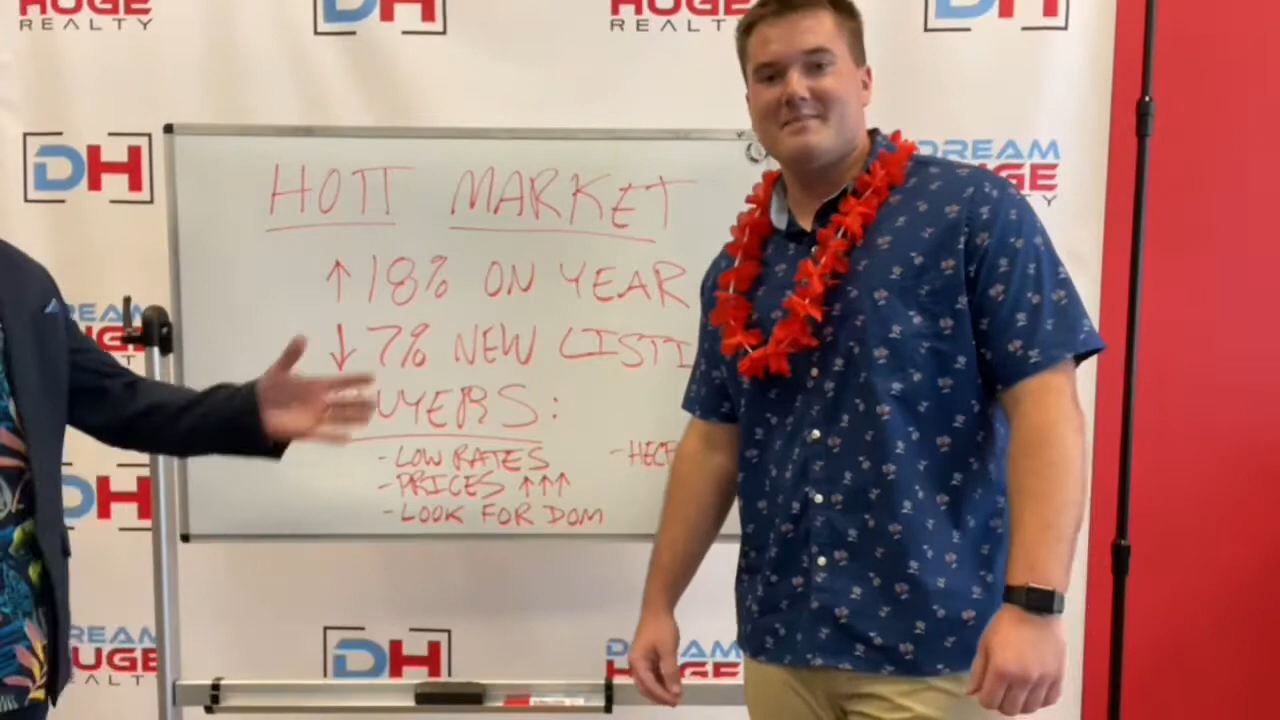 HUGE
REALTY
DH
HUGE
REALTY
DH
DH
DREAM
HUGE
REALTY
HOTT MARKET
↑ 18% ON YEAR
↓ 7% NEW LISTI
UYERS:
- LOW RATES
- PRICES ↑↑↑
- LOOK FOR DOM
DREAM
HUGE
DH
DREAM
HUGE
REALTY
DH
DREAM
HUGE